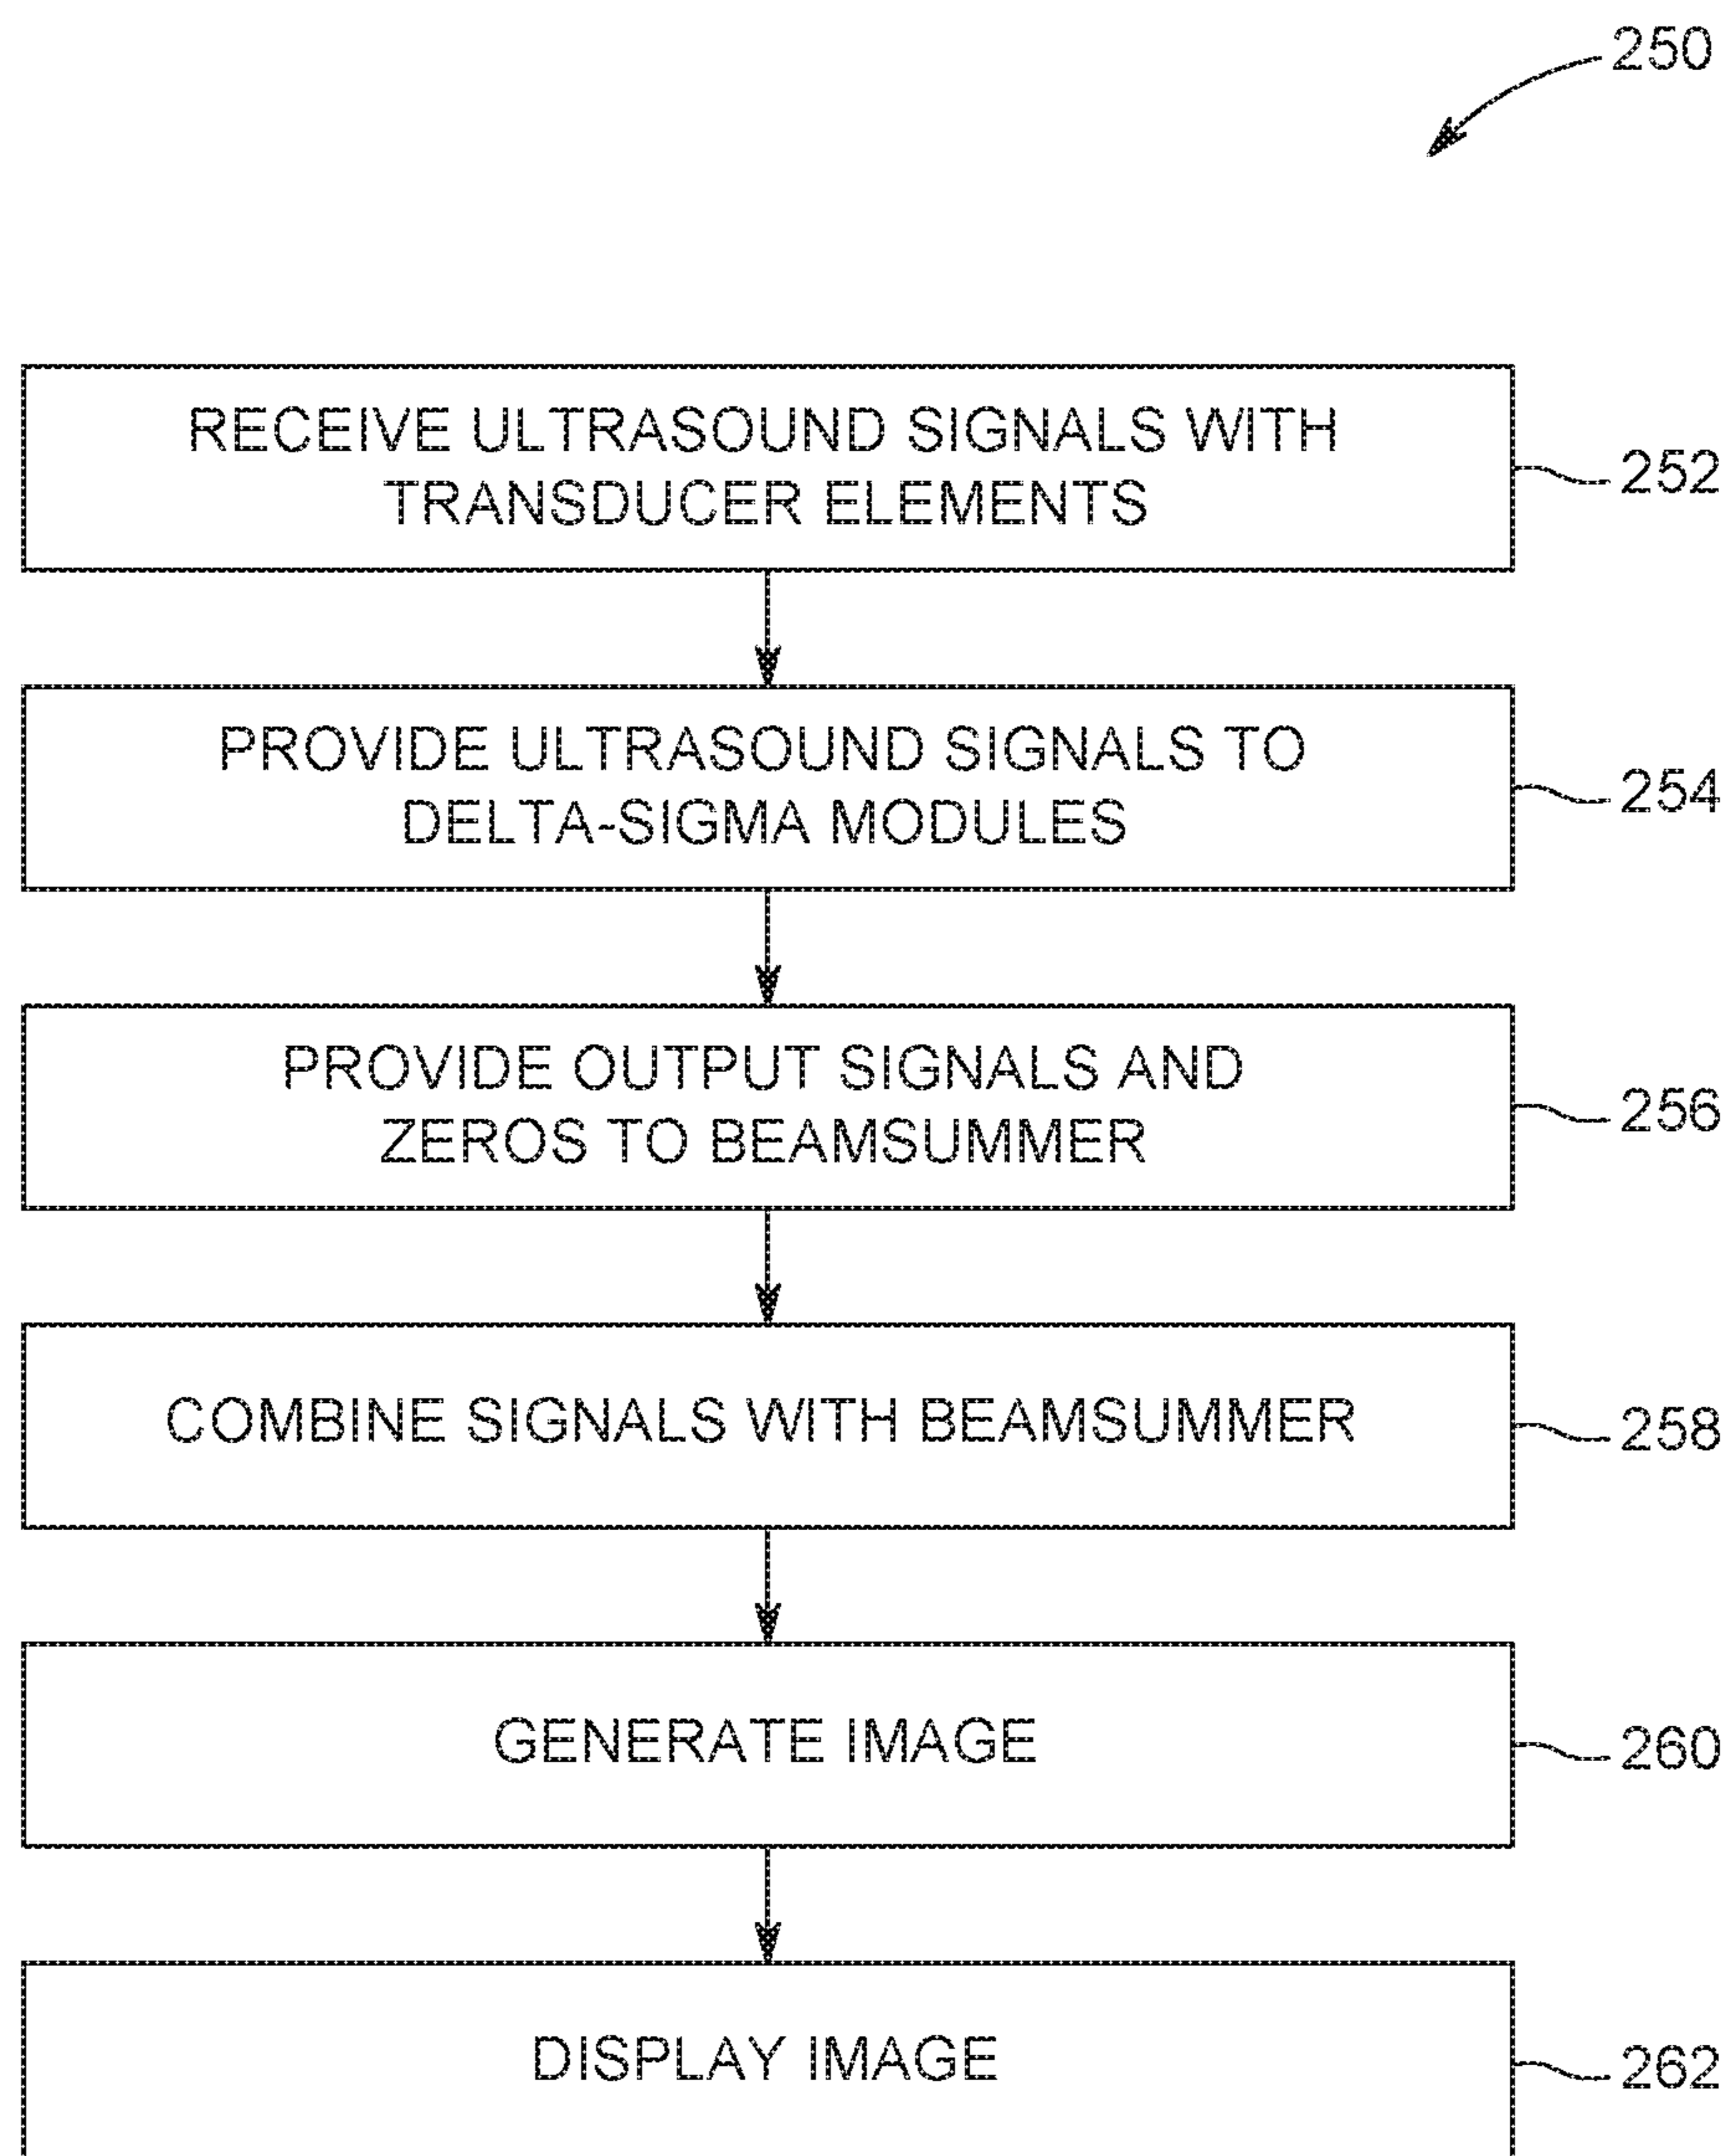 250
RECEIVE ULTRASOUND SIGNALS WITH
TRANSDUCER ELEMENTS
252
PROVIDE ULTRASOUND SIGNALS TO
DELTA-SIGMA MODULES
254
PROVIDE OUTPUT SIGNALS AND
ZEROS TO BEAMSUMMER
256
COMBINE SIGNALS WITH BEAMSUMMER
258
GENERATE IMAGE
260
DISPLAY IMAGE
262